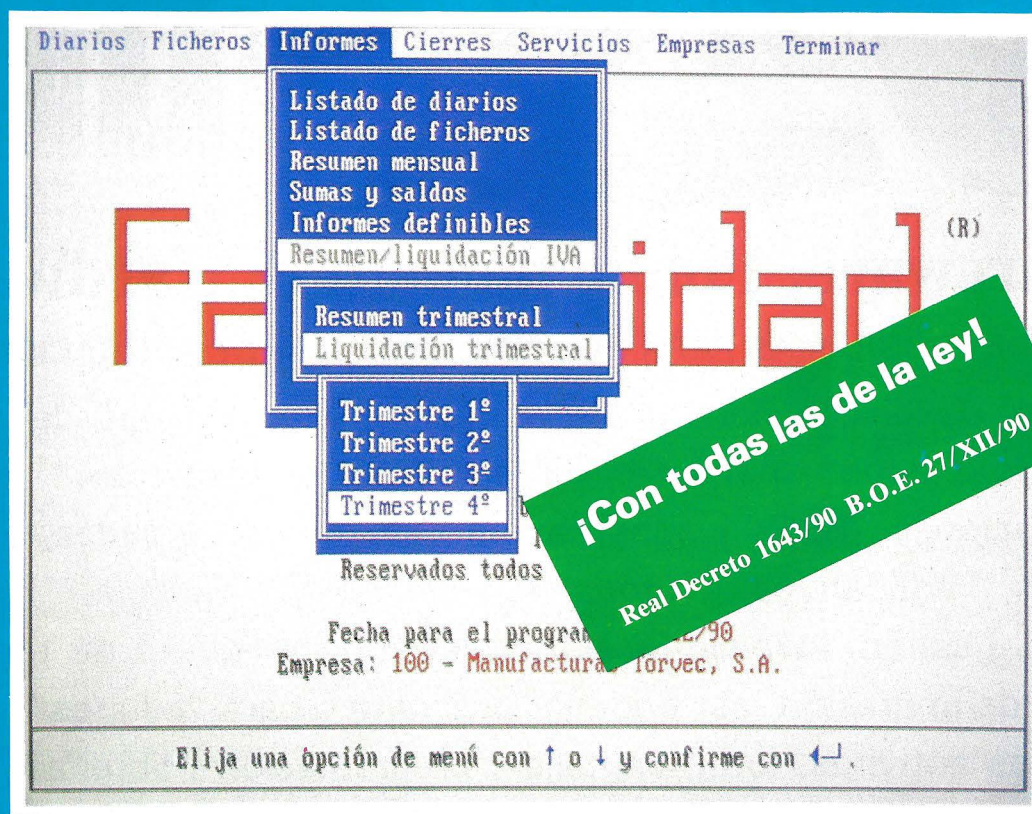 Diarios Ficheros Informes Cierres Servicios Empresas Terminar
Listado de diarios
Listado de ficheros
Resumen mensual
Sumas y saldos
Informes definibles
Resumen/liquidación IVA
(R)
Resumen trimestral
Liquidación trimestral
Trimestre 1º
Trimestre 2º
Trimestre 3º
Trimestre 4º
¡Con todas las de la ley!
Real Decreto 1643/90 B.O.E. 27/XII/90
Reservados todos
Fecha para el
Empresa: 100 - Torvec, S.A.
Elija una opción de menú con ↑ o ↓ y confirme con ◄┘.